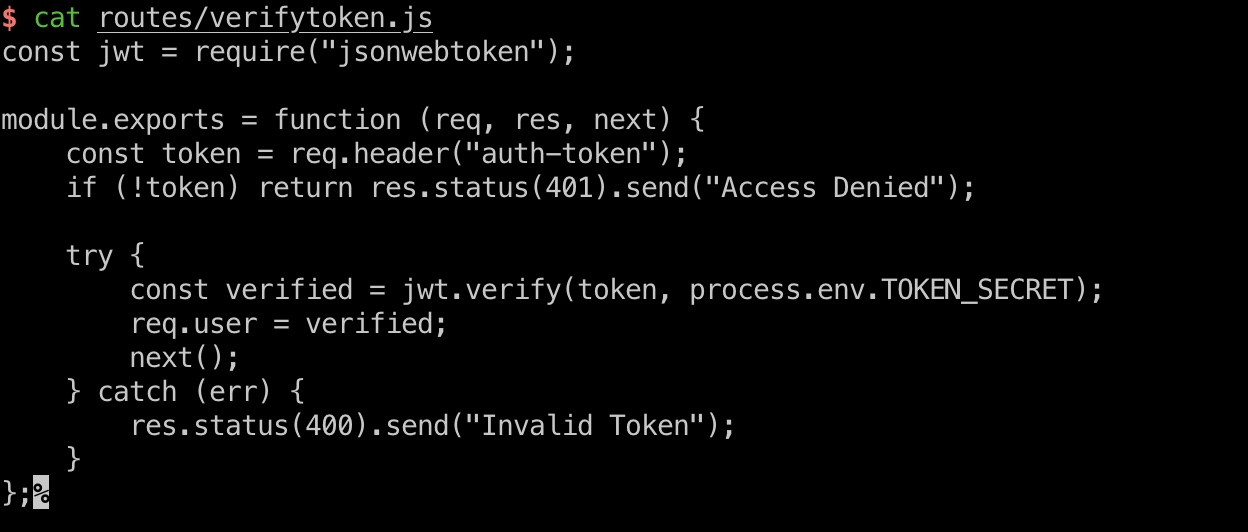 $ cat routes/verifytoken.js
const jwt = require("jsonwebtoken");

module.exports = function (req, res, next) {
    const token = req.header("auth-token");
    if (!token) return res.status(401).send("Access Denied");

    try {
        const verified = jwt.verify(token, process.env.TOKEN_SECRET);
        req.user = verified;
        next();
    } catch (err) {
        res.status(400).send("Invalid Token");
    }
};%